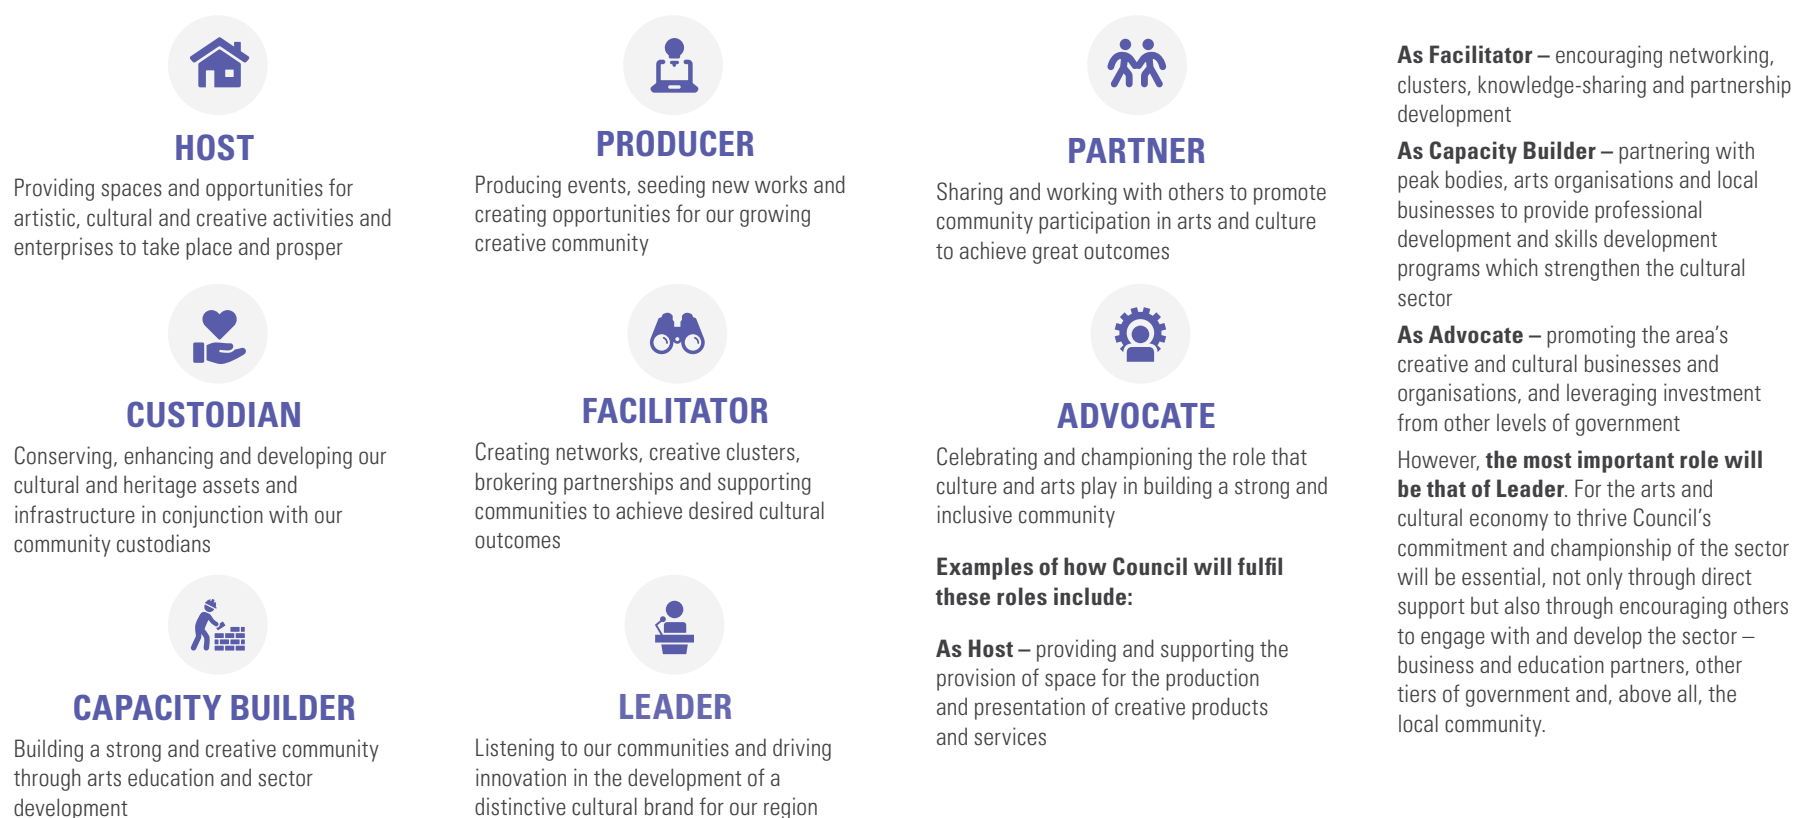 HOST
Providing spaces and opportunities for
artistic, cultural and creative activities and
enterprises to take place and prosper
CUSTODIAN
Conserving, enhancing and developing our
cultural and heritage assets and
infrastructure in conjunction with our
community custodians
CAPACITY BUILDER
Building a strong and creative community
through arts education and sector
development
PRODUCER
Producing events, seeding new works and
creating opportunities for our growing
creative community
FACILITATOR
Creating networks, creative clusters,
brokering partnerships and supporting
communities to achieve desired cultural
outcomes
LEADER
Listening to our communities and driving
innovation in the development of a
distinctive cultural brand for our region
PARTNER
Sharing and working with others to promote
community participation in arts and culture
to achieve great outcomes
ADVOCATE
Celebrating and championing the role that
culture and arts play in building a strong and
inclusive community
Examples of how Council will fulfil
these roles include:
As Host – providing and supporting the
provision of space for the production
and presentation of creative products
and services
As Facilitator – encouraging networking,
clusters, knowledge-sharing and partnership
development
As Capacity Builder – partnering with
peak bodies, arts organisations and local
businesses to provide professional
development and skills development
programs which strengthen the cultural
sector
As Advocate – promoting the area’s
creative and cultural businesses and
organisations, and leveraging investment
from other levels of government
However, the most important role will
be that of Leader. For the arts and
cultural economy to thrive Council’s
commitment and championship of the sector
will be essential, not only through direct
support but also through encouraging others
to engage with and develop the sector –
business and education partners, other
tiers of government and, above all, the
local community.